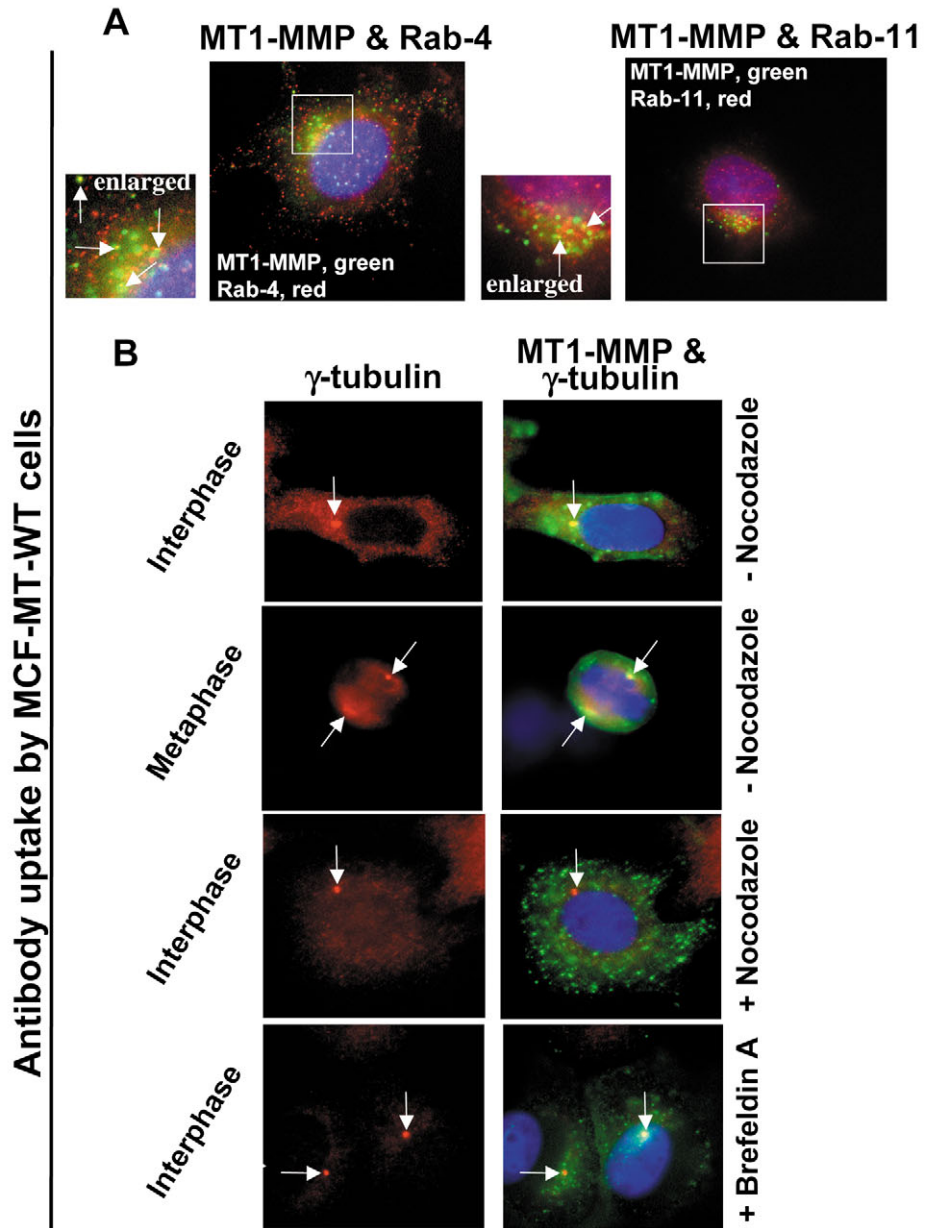 A
MT1-MMP & Rab-4
MT1-MMP & Rab-11
enlarged
MT1-MMP, green
Rab-4, red
enlarged
MT1-MMP, green
Rab-11, red
Antibody uptake by MCF-MT-WT cells
B
γ-tubulin
MT1-MMP &
γ-tubulin
Interphase
- Nocodazole
Metaphase
- Nocodazole
Interphase
+ Nocodazole
Interphase
+ Brefeldin A